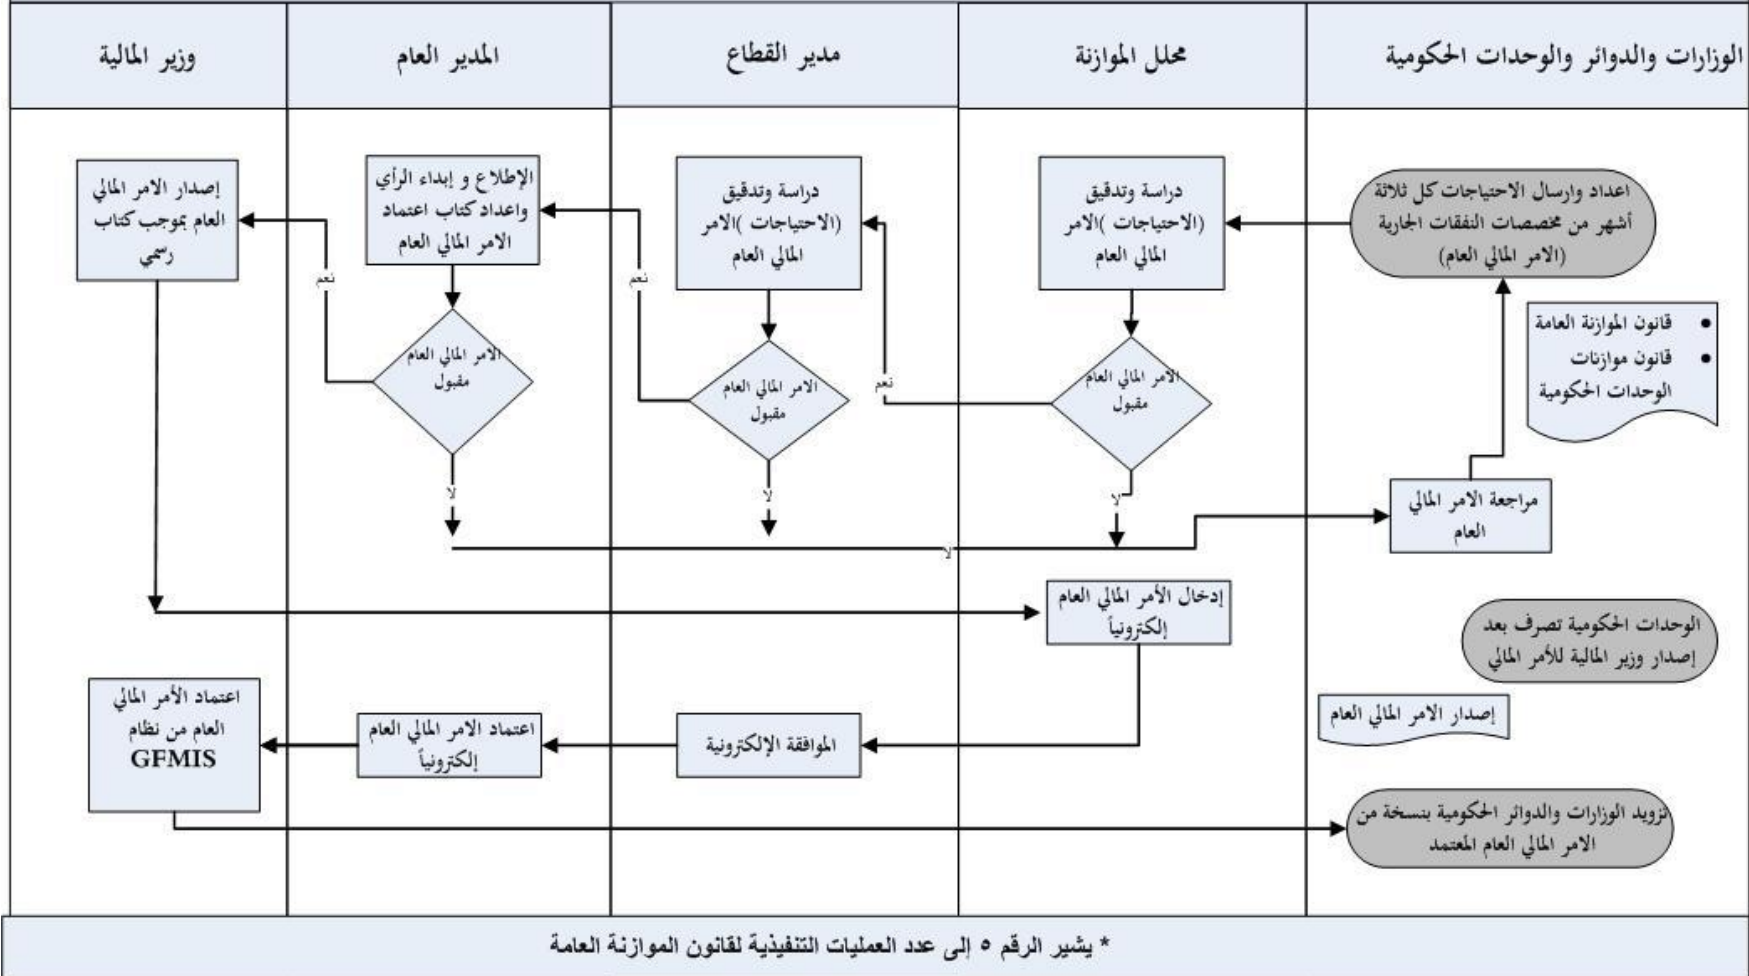 الوزارات والدوائر والوحدات الحكومية
محلل الموازنة
مدير القطاع
المدير العام
وزير المالية
اعداد وارسال الاحتياجات كل ثلاثة
أشهر من مخصصات النفقات الجارية
(الامر المالي العام)
دراسة وتدقيق
(الاحتياجات )الامر
المالي العام
دراسة وتدقيق
(الاحتياجات )الامر
المالي العام
الإطلاع و إبداء الرأي
واعداد كتاب اعتماد
الامر المالي العام
إصدار الامر المالي
العام بموجب كتاب
رسمي
نعم
نعم
نعم
• قانون الموازنة العامة
• قانون موازنات
الوحدات الحكومية
الامر المالي العام
مقبول
الامر المالي العام
مقبول
الامر المالي العام
مقبول
لا
لا
لا
لا
مراجعة الامر المالي
العام
إدخال الأمر المالي العام
إلكترونياً
الوحدات الحكومية تصرف بعد
إصدار وزير المالية للأمر المالي
إصدار الامر المالي العام
الموافقة الإلكترونية
اعتماد الامر المالي العام
إلكترونياً
اعتماد الأمر المالي
العام من نظام
GFMIS
تزويد الوزارات والدوائر الحكومية بنسخة من
الامر المالي العام المعتمد
* يشير الرقم ٥ إلى عدد العمليات التنفيذية لقانون الموازنة العامة